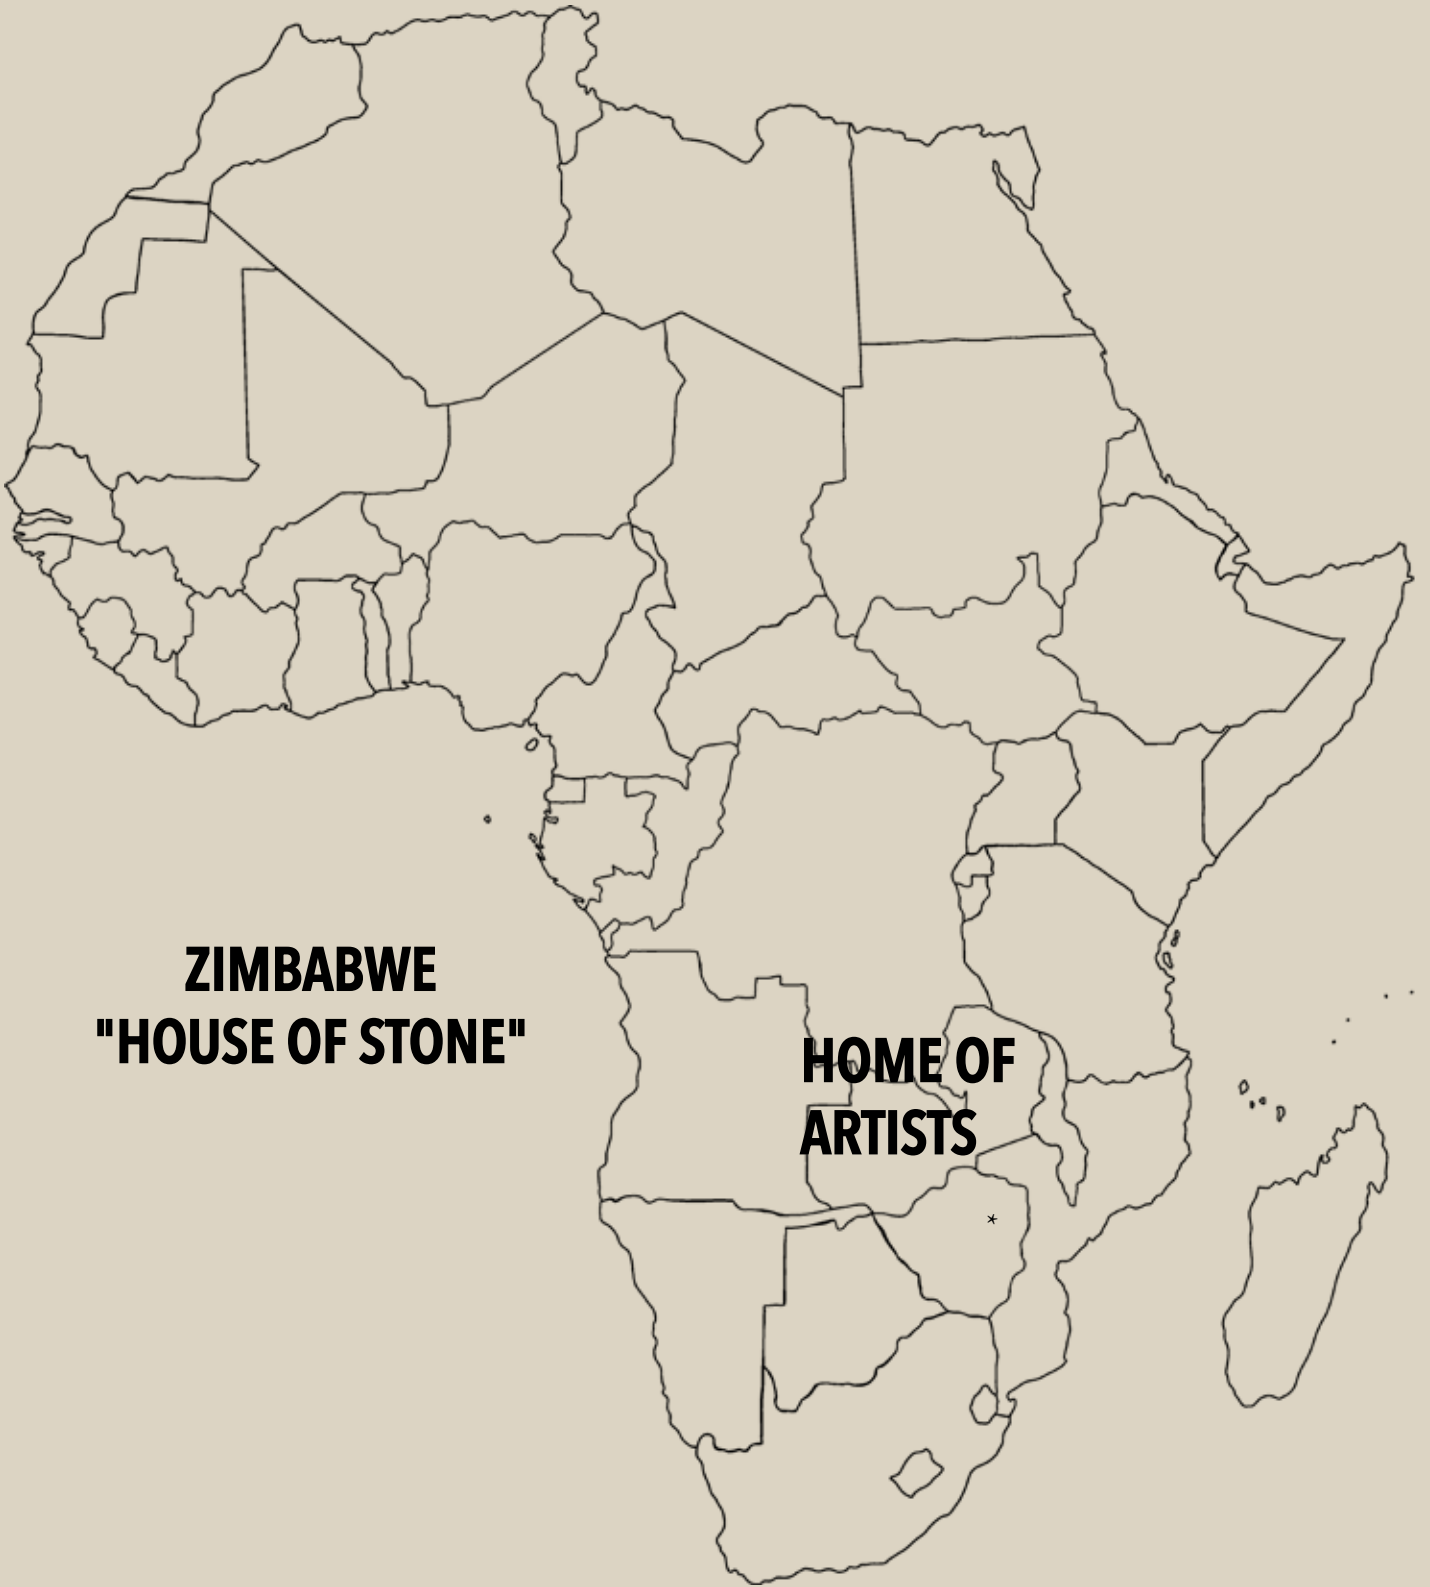 ZIMBABWE
"HOUSE OF STONE"
HOME OF
ARTISTS
*